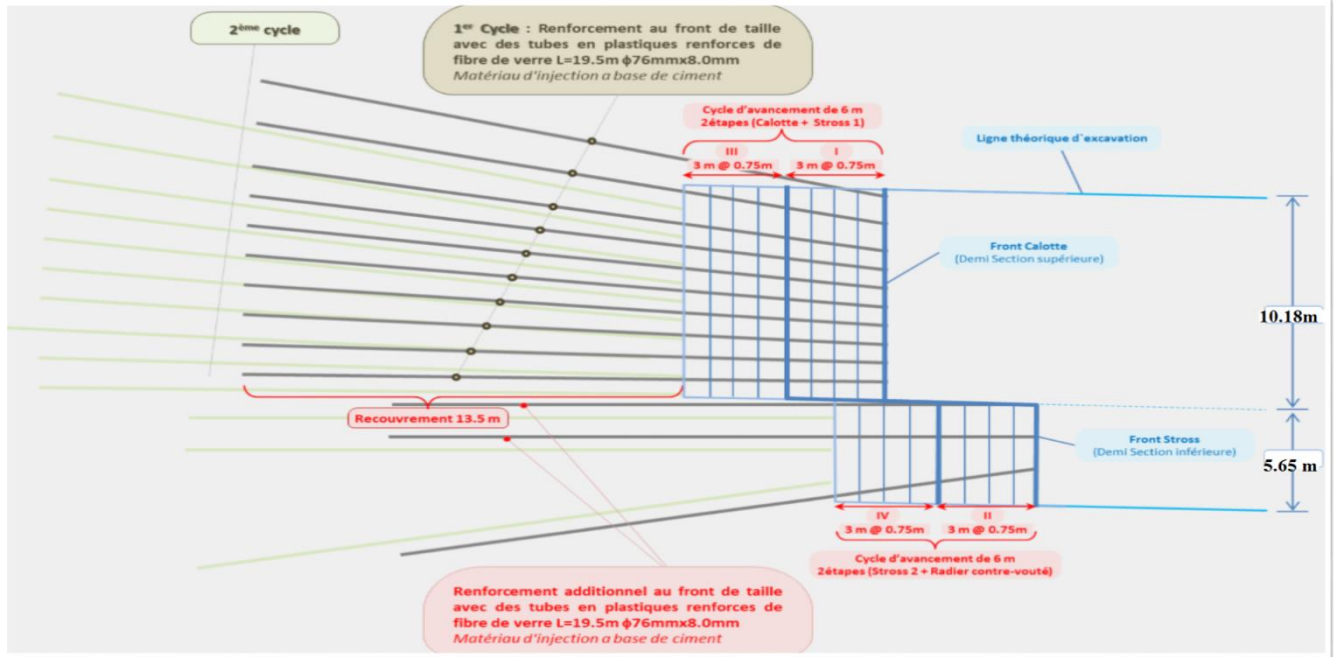 2ème cycle
1er Cycle : Renforcement au front de taille
avec des tubes en plastiques renforces de
fibre de verre L=19.5m ϕ76mmx8.0mm
Matériau d'injection a base de ciment
Cycle d'avancement de 6 m
2étapes (Calotte + Stross 1)
III
I
3 m @ 0.75m
3 m @ 0.75m
Ligne théorique d'excavation
Front Calotte
(Demi Section supérieure)
10.18m
Recouvrement 13.5 m
Front Stross
(Demi Section inférieure)
5.65 m
IV
II
3 m @ 0.75m
3 m @ 0.75m
Cycle d'avancement de 6 m
2étapes (Stross 2 + Radier contre-vouté)
Renforcement additionnel au front de taille
avec des tubes en plastiques renforces de
fibre de verre L=19.5m ϕ76mmx8.0mm
Matériau d'injection a base de ciment